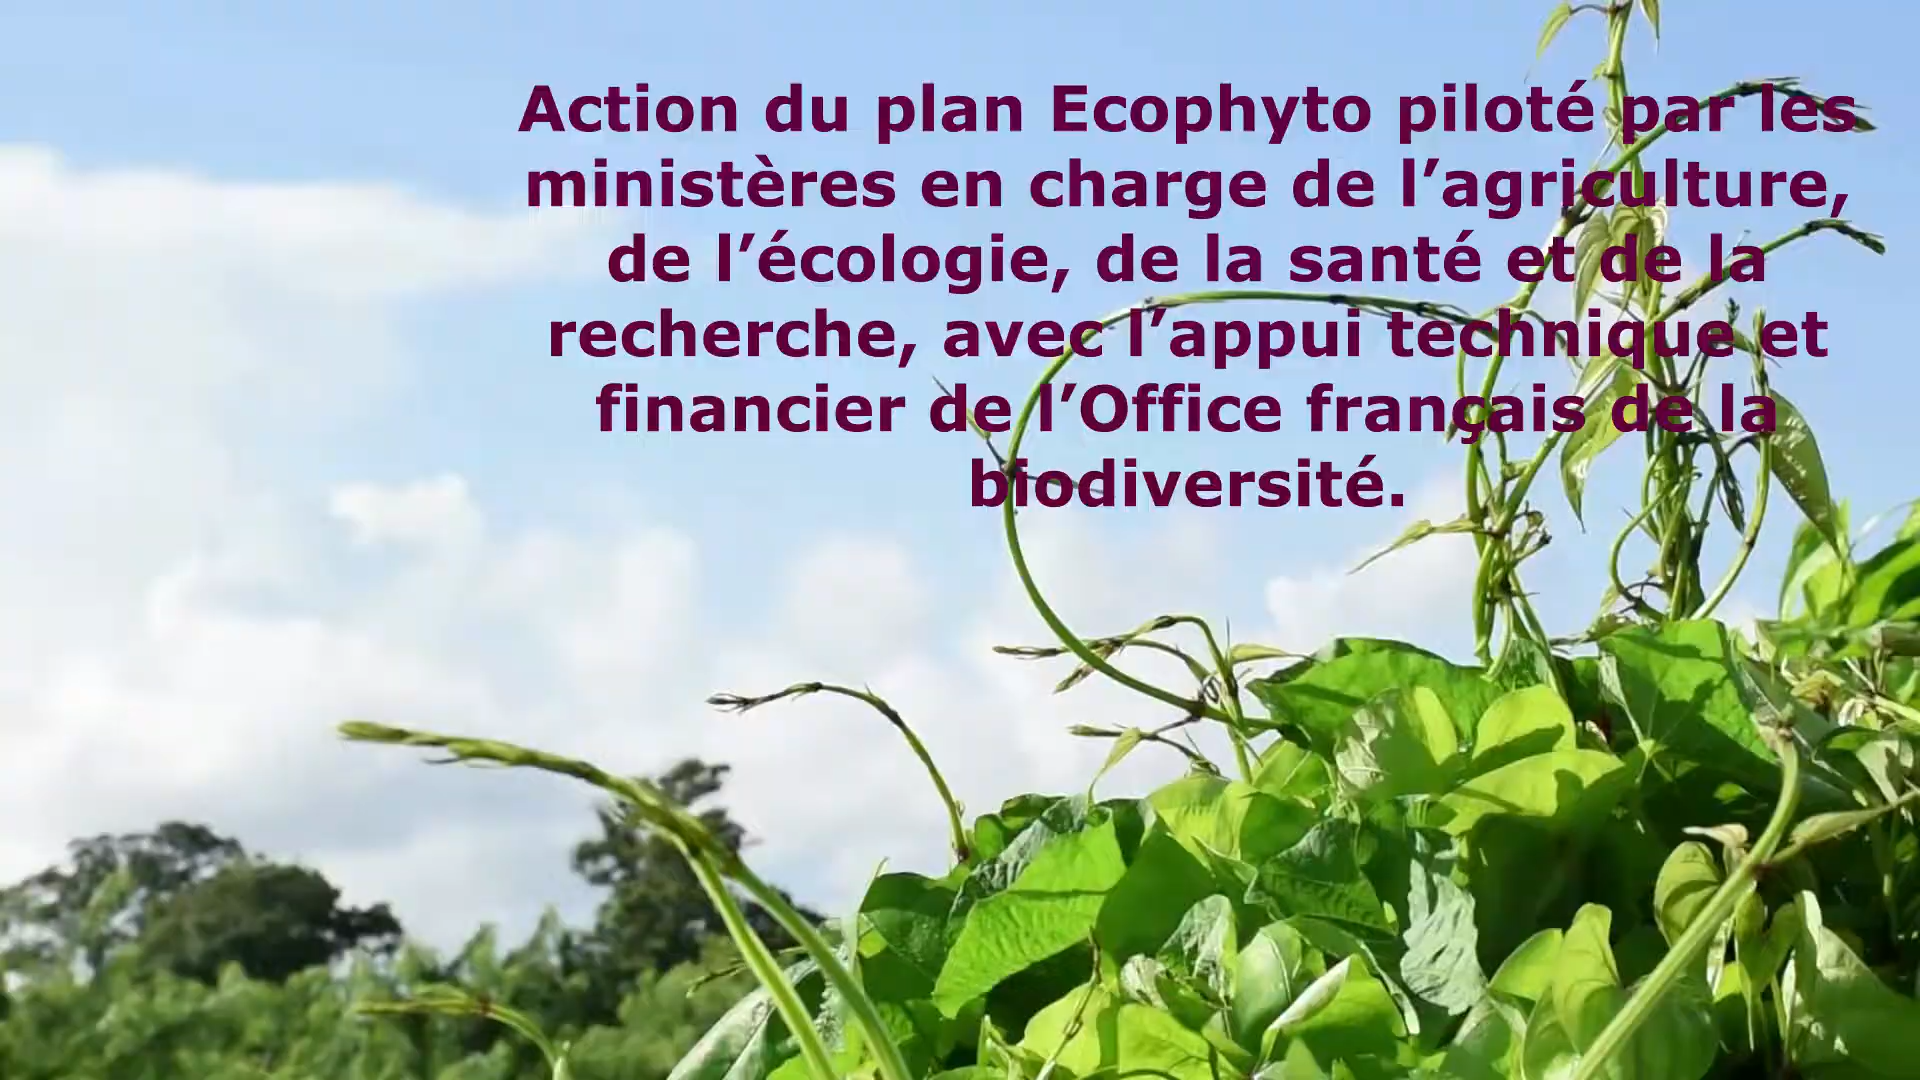 Action du plan Ecophyto piloté par les
ministères en charge de l’agriculture,
de l’écologie, de la santé et de la
recherche, avec l’appui technique et
financier de l’Office français de la
biodiversité.